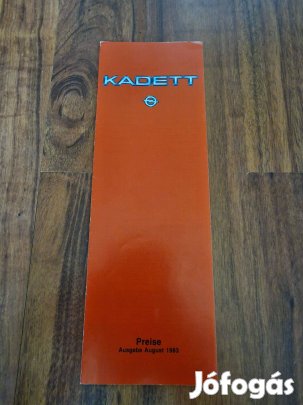 KADETT
Preise
Ausgabe August 1983
Jófogás